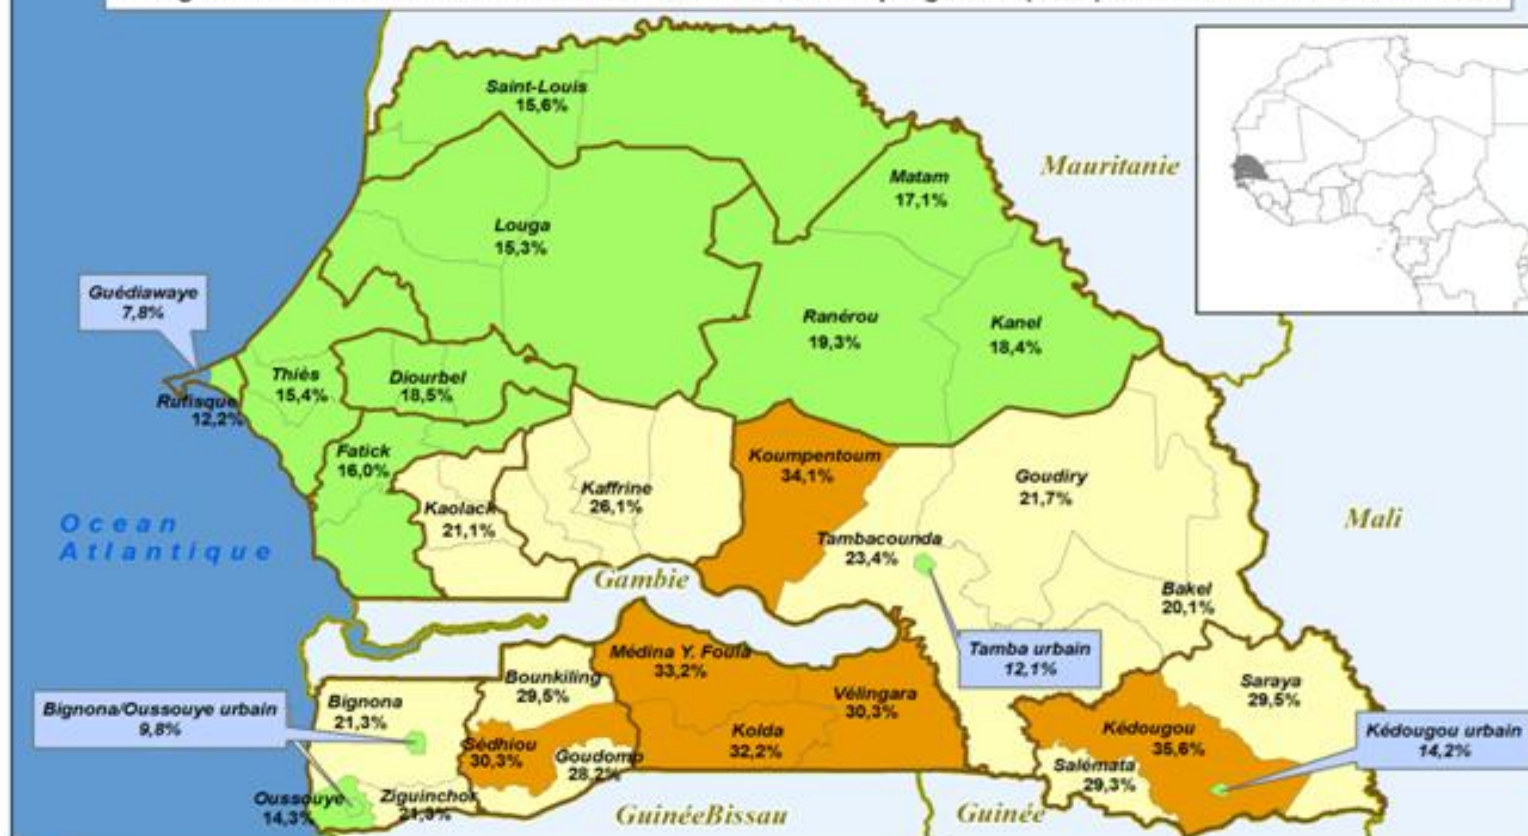 Saint-Louis
15,6%
Mauritanie
Matam
17,1%
Louga
15,3%
Guédiawaye
7,8%
Ranérou
19,3%
Kanel
18,4%
Thiés
15,4%
Diourbel
18,5%
Rufisque
12,2%
Fatick
16,0%
Koumpentoum
34,1%
Goudiry
21,7%
Kaffrine
26,1%
Kaolack
21,1%
Ocean
Atlantique
Mali
Tambacounda
23,4%
Gambie
Bakel
20,1%
Tamba urbain
12,1%
Médina Y. Foula
33,2%
Bounkiling
29,5%
Saraya
29,5%
Bignona
21,3%
Vélingara
30,3%
Bignona/Oussouye urbain
9,8%
Kolda
32,2%
Kédougou
35,6%
Kédougou urbain
14,2%
Sédhiou
30,3%
Goudomp
28,2%
Salémata
29,3%
Oussouye
14,3%
Ziguinchor
21,3%
GuinéeBissau
Guinée